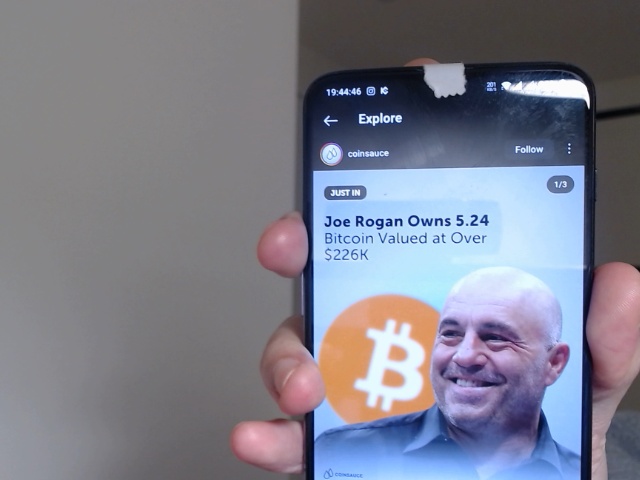 19:44:46
201
Explore
coinsauce
Follow
JUST IN
1/3
Joe Rogan Owns 5.24
Bitcoin Valued at Over
$226K
COINSAUCE